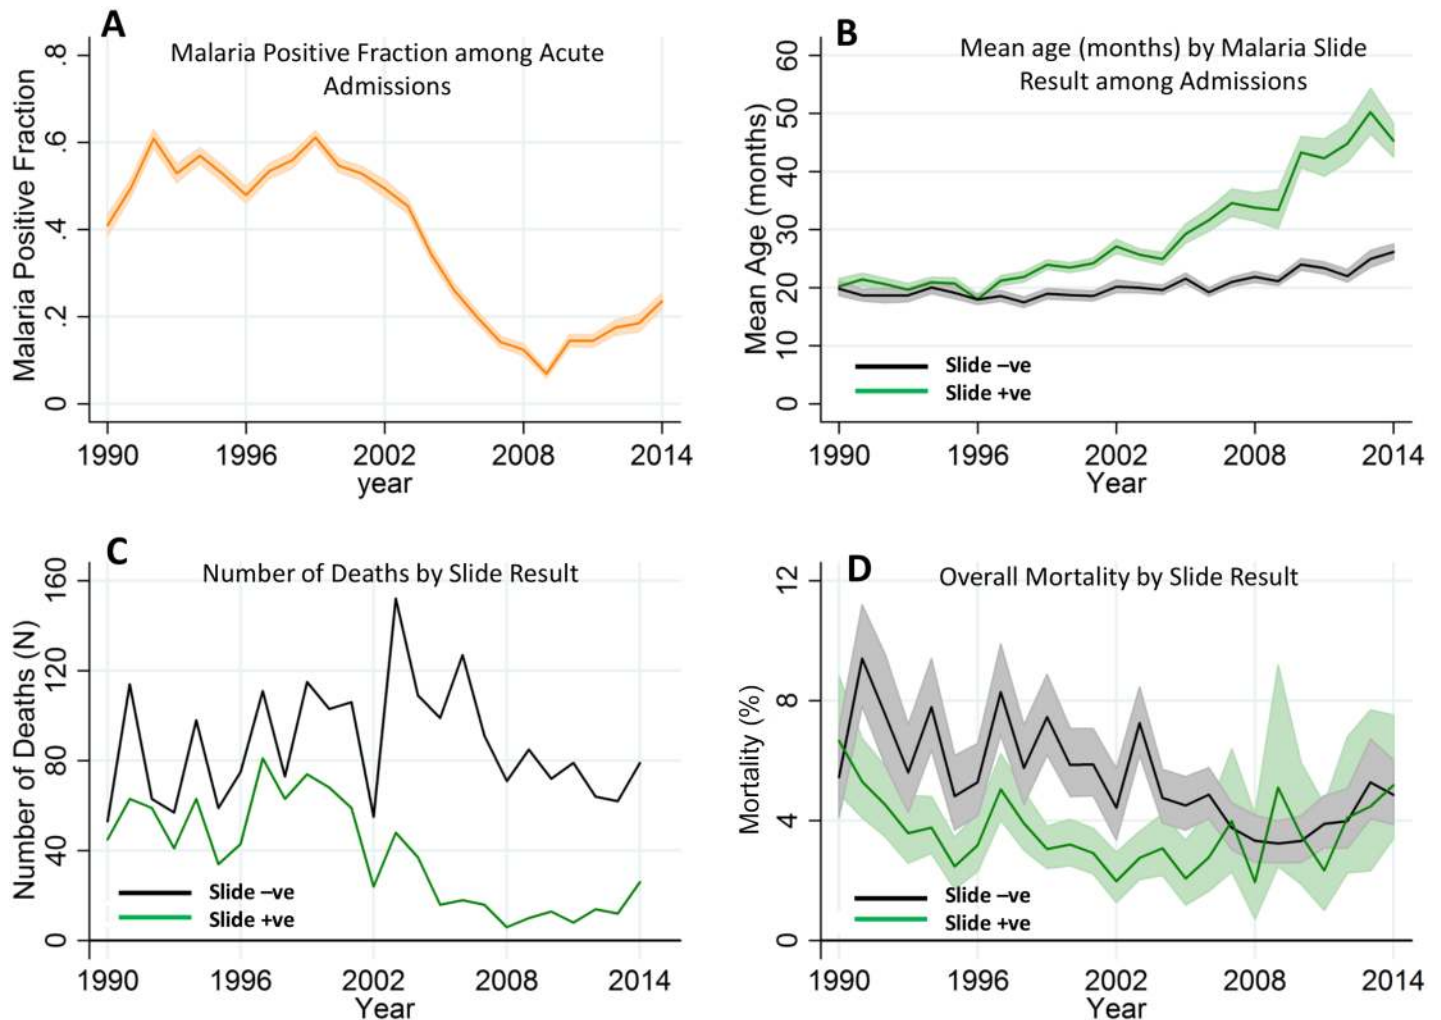 A
Malaria Positive Fraction among Acute
Admissions
Malaria Positive Fraction
.8
.6
.4
.2
0
1990 1996 2002 2008 2014
year
B
Mean age (months) by Malaria Slide
Result among Admissions
Mean Age (months)
60
50
40
30
20
10
0
Slide –ve
Slide +ve
1990 1996 2002 2008 2014
Year
C
Number of Deaths by Slide Result
Number of Deaths (N)
160
120
80
40
0
Slide –ve
Slide +ve
1990 1996 2002 2008 2014
Year
D
Overall Mortality by Slide Result
Mortality (%)
12
8
4
0
Slide –ve
Slide +ve
1990 1996 2002 2008 2014
Year